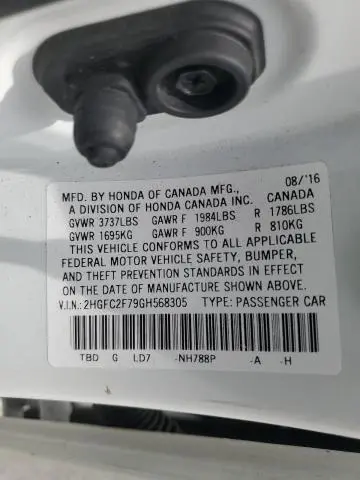 MFD. BY HONDA OF CANADA MFG., 08/'16
A DIVISION OF HONDA CANADA INC. CANADA
GVWR 3737LBS GAWR F 1984LBS R 1786LBS
GVWR 1695KG GAWR F 900KG R 810KG
THIS VEHICLE CONFORMS TO ALL APPLICABLE
FEDERAL MOTOR VEHICLE SAFETY, BUMPER,
AND THEFT PREVENTION STANDARDS IN EFFECT
ON THE DATE OF MANUFACTURE SHOWN ABOVE.
V.I.N.: 2HGFC2F79GH568305 TYPE: PASSENGER CAR
TBD G LD7 -NH788P -A -H